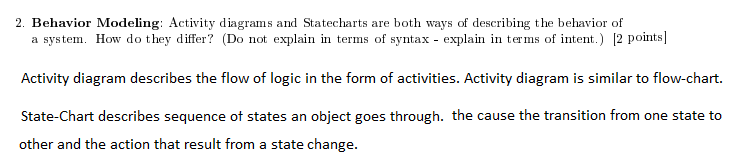 2. Behavior Modeling: Activity diagrams and Statecharts are both ways of describing the behavior of
a system. How do they differ? (Do not explain in terms of syntax - explain in terms of intent.) [2 points]
Activity diagram describes the flow of logic in the form of activities. Activity diagram is similar to flow-chart.
State-Chart describes sequence of states an object goes through. the cause the transition from one state to
other and the action that result from a state change.